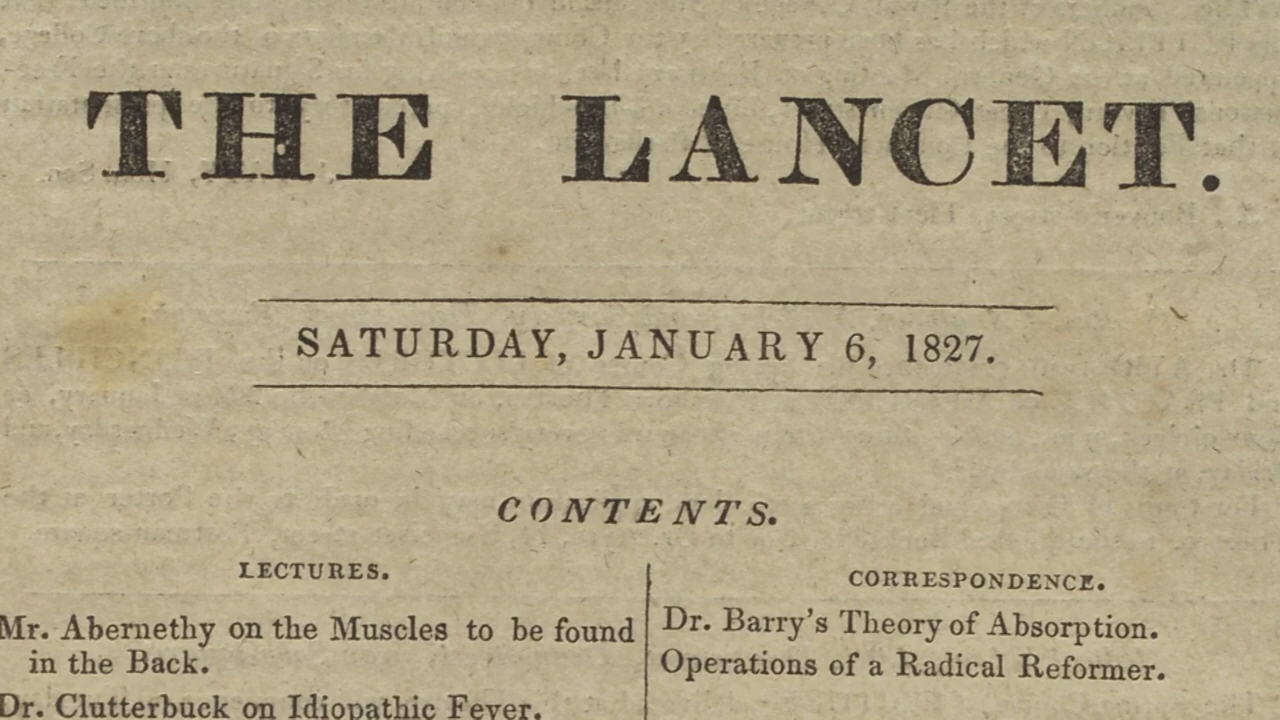 THE LANCET.
SATURDAY, JANUARY 6, 1827.
CONTENTS.
LECTURES.
Mr. Abernethy on the Muscles to be found
in the Back.
Dr. Clutterbuck on Idiopathic Fever.
CORRESPONDENCE.
Dr. Barry's Theory of Absorption.
Operations of a Radical Reformer.